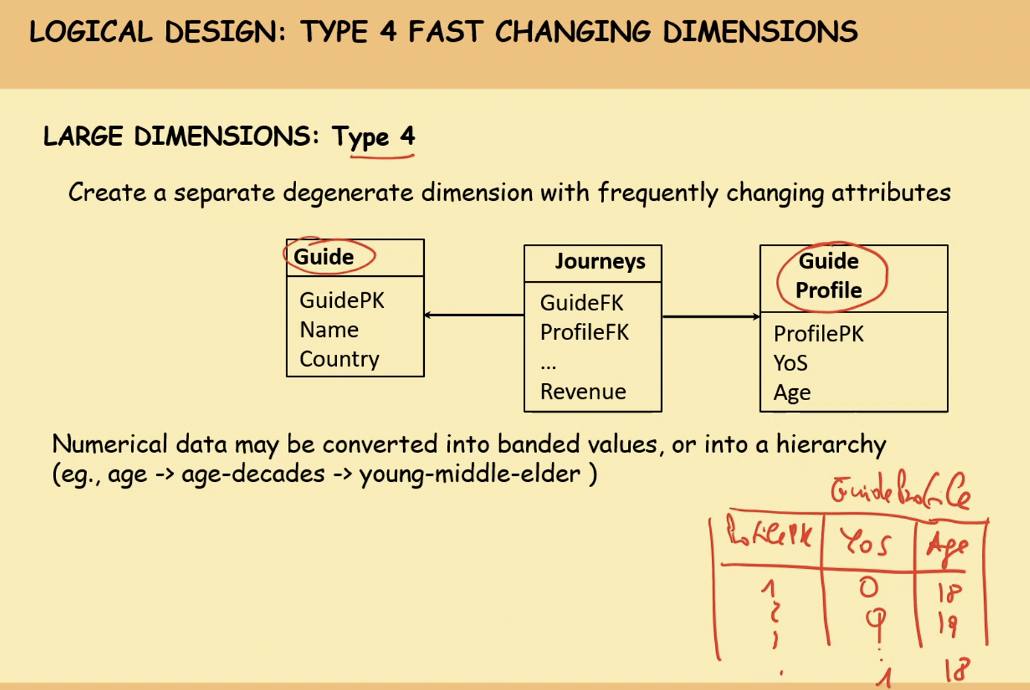 LOGICAL DESIGN: TYPE 4 FAST CHANGING DIMENSIONS
LARGE DIMENSIONS: Type 4
Create a separate degenerate dimension with frequently changing attributes
Guide
GuidePK
Name
Country
Journeys
GuideFK
ProfileFK
...
Revenue
Guide
Profile
ProfilePK
YoS
Age
Numerical data may be converted into banded values, or into a hierarchy
(eg., age -> age-decades -> young-middle-elder )
GuideProfile
ProfilePK YoS Age
1 0 18
2 19
1 18